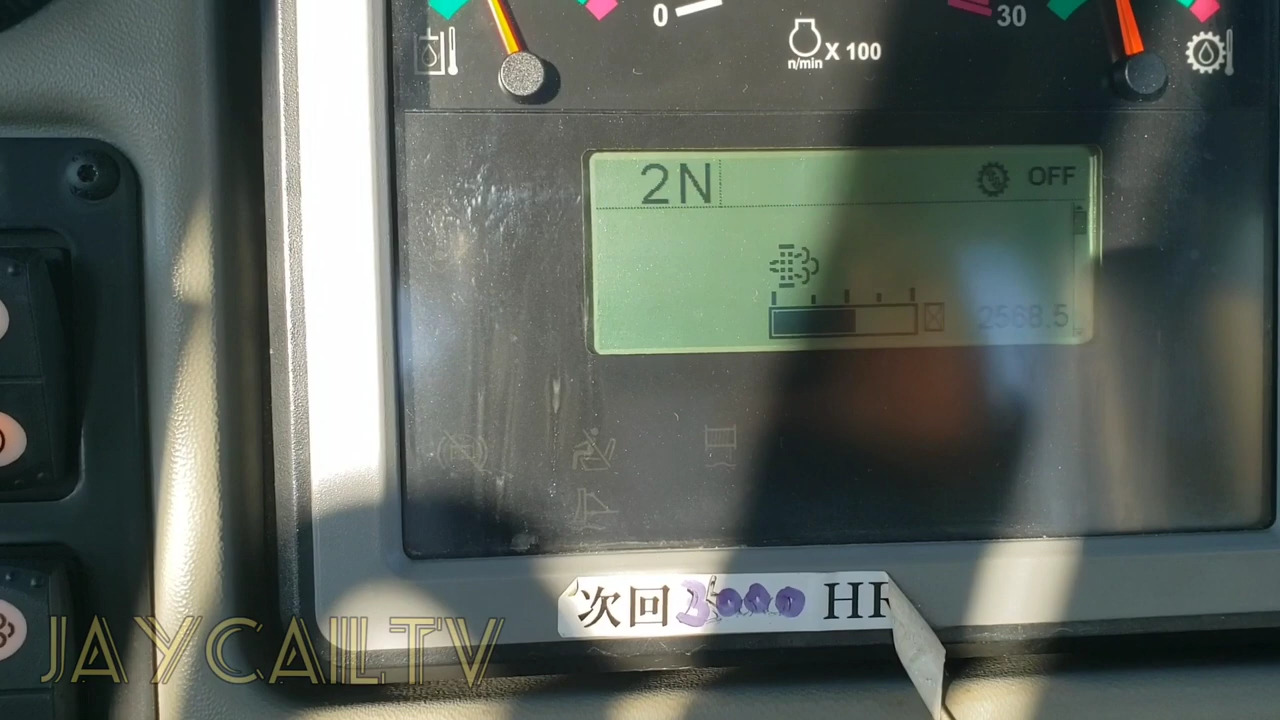 0
30
n/min X 100
2N
OFF
2568.5
次回 3000 HR
JAYCAILTV